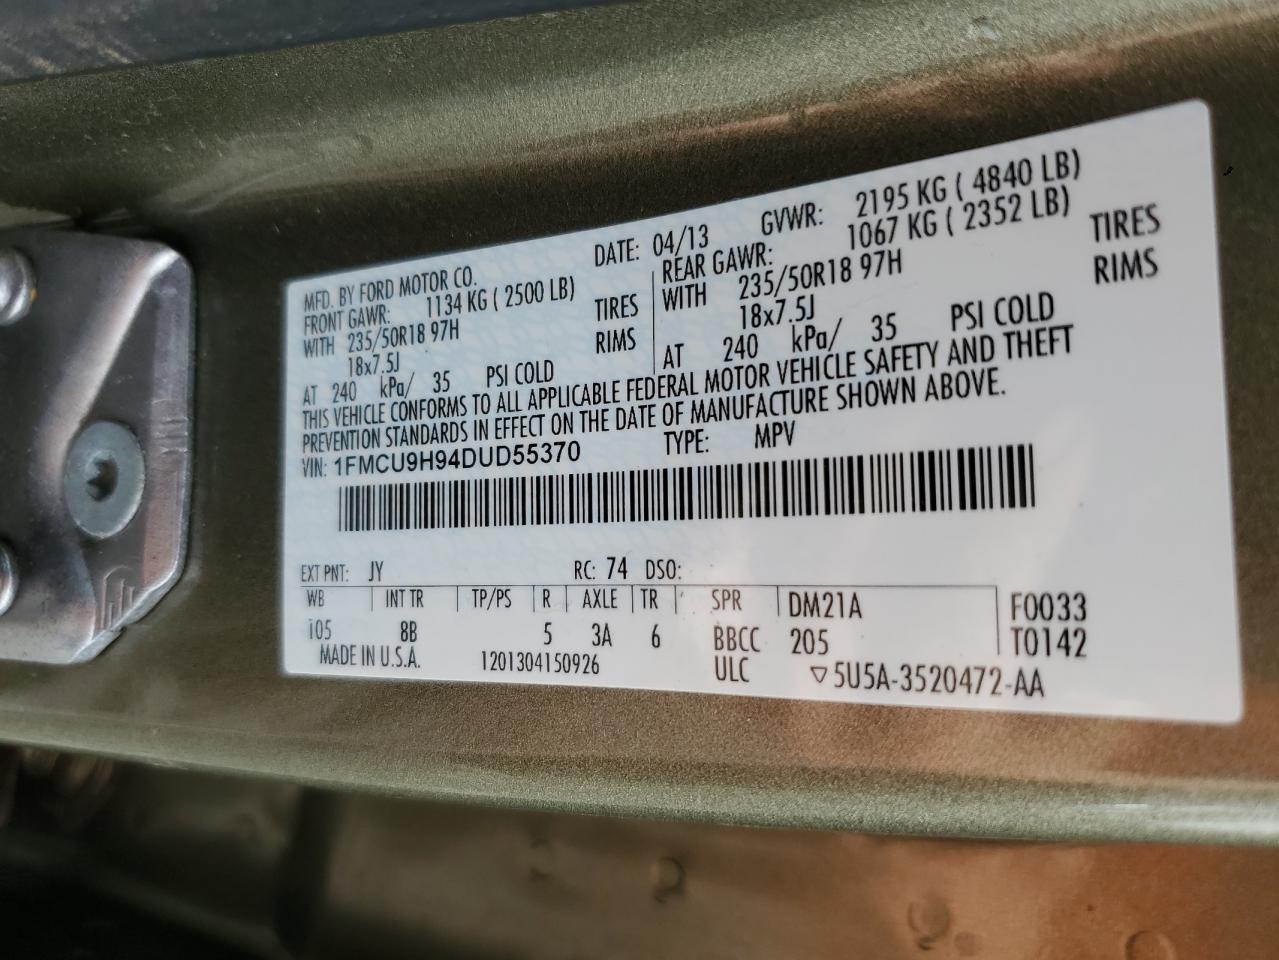 MFD. BY FORD MOTOR CO. DATE: 04/13 GVWR: 2195 KG ( 4840 LB)
FRONT GAWR: 1134 KG ( 2500 LB) REAR GAWR: 1067 KG ( 2352 LB)
WITH 235/50R18 97H TIRES WITH 235/50R18 97H TIRES
18x7.5J RIMS 18x7.5J RIMS
AT 240 kPa/ 35 PSI COLD AT 240 kPa/ 35 PSI COLD
THIS VEHICLE CONFORMS TO ALL APPLICABLE FEDERAL MOTOR VEHICLE SAFETY AND THEFT
PREVENTION STANDARDS IN EFFECT ON THE DATE OF MANUFACTURE SHOWN ABOVE.
VIN: 1FMCU9H94DUD55370 TYPE: MPV
EXT PNT: JY RC: 74 DSO:
WB INT TR TP/PS R AXLE TR SPR DM21A F0033
105 8B 5 3A 6 BBCC 205 T0142
MADE IN U.S.A. 1201304150926 ULC ▽5U5A-3520472-AA